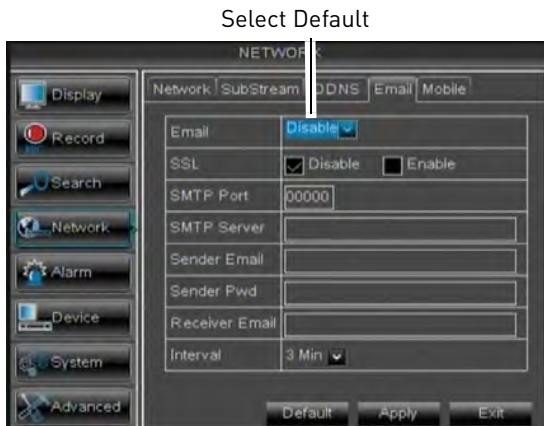 Select Default
NETWORK
Display
Record
Search
Network
Alarm
Device
System
Advanced
Network SubStream DDNS Email Mobile
Email Disable
SSL Disable Enable
SMTP Port 00000
SMTP Server
Sender Email
Sender Pwd
Receiver Email
Interval 3 Min
Default Apply Exit